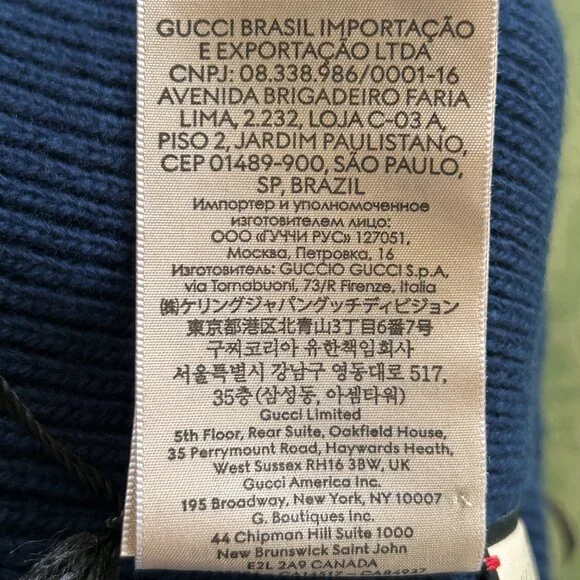 GUCCI BRASIL IMPORTAÇÃO
E EXPORTAÇÃO LTDA
CNPJ: 08.338.986/0001-16
AVENIDA BRIGADEIRO FARIA
LIMA, 2.232, LOJA C-03 A,
PISO 2, JARDIM PAULISTANO,
CEP 01489-900, SÃO PAULO,
SP, BRAZIL
Импортер и уполномоченное
изготовителем лицо:
ООО «ГУЧЧИ РУС» 127051,
Москва, Петровка, 16
Изготовитель: GUCCIO GUCCI S.p.A,
via Tornabuoni, 73/R Firenze, Italia
㈱ケリングジャパングッチディビジョン
東京都港区北青山3丁目6番7号
구찌코리아 유한책임회사
서울특별시 강남구 영동대로 517,
35층(삼성동, 아셈타워)
Gucci Limited
5th Floor, Rear Suite, Oakfield House,
35 Perrymount Road, Haywards Heath,
West Sussex RH16 3BW, UK
Gucci America Inc.
195 Broadway, New York, NY 10007
G. Boutiques Inc.
44 Chipman Hill Suite 1000
New Brunswick Saint John
E2L 2A9 CANADA